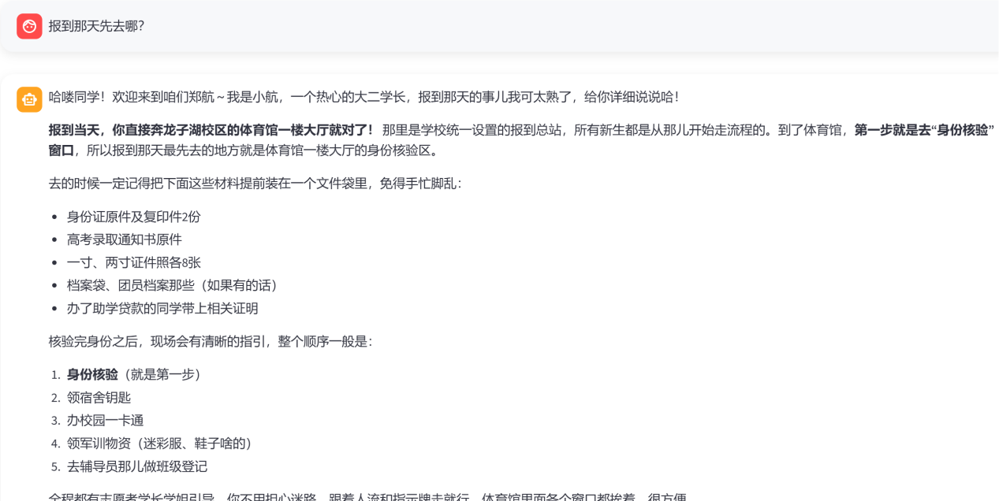 报到那天先去哪？
哈喽同学！欢迎来到咱们郑航～我是小航，一个热心的大二学长，报到那天的事儿我可太熟了，给你详细说说哈！
报到当天，你直接奔龙子湖校区的体育馆一楼大厅就对了！那里是学校统一设置的报到总站，所有新生都是从那儿开始走流程的。到了体育馆，第一步就是去“身份核验”
窗口，所以报到那天最先去的地方就是体育馆一楼大厅的身份核验区。
去的时候一定记得把下面这些材料提前装在一个文件袋里，免得手忙脚乱：
• 身份证原件及复印件2份
• 高考录取通知书原件
• 一寸、两寸证件照各8张
• 档案袋、团员档案那些（如果有的话）
• 办了助学贷款的同学带上相关证明
核验完身份之后，现场会有清晰的指引，整个顺序一般是：
1. 身份核验（就是第一步）
2. 领宿舍钥匙
3. 办校园一卡通
4. 领军训物资（迷彩服、鞋子啥的）
5. 去辅导员那儿做班级登记
全程都有志愿者学长学姐引导，你不用担心迷路，跟着人流和指示牌走就行。体育馆里面各个窗口都挨着，很方便